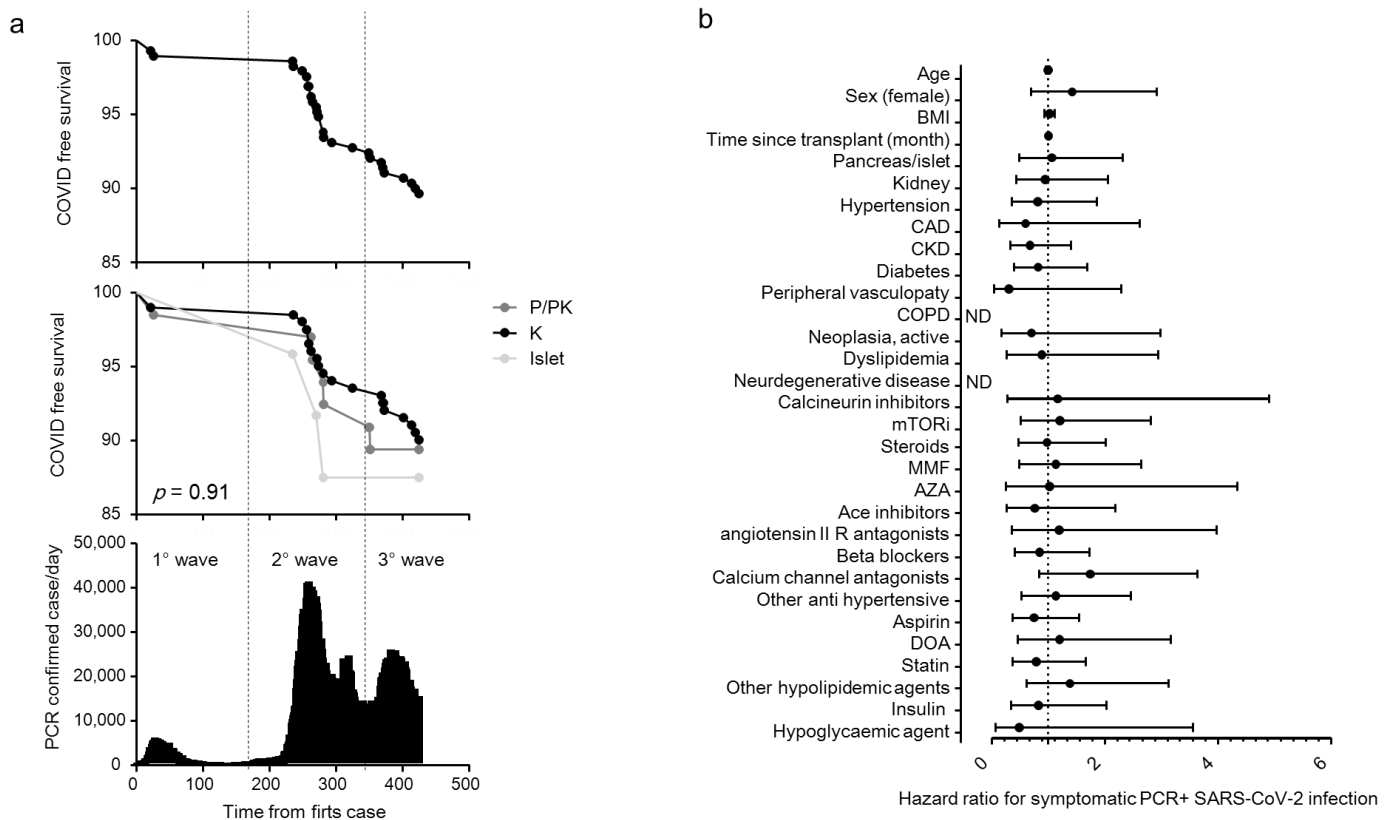 a
100
95
90
85
COVID free survival
100
95
90
85
COVID free survival
p = 0.91
P/PK
K
Islet
50,000
40,000
30,000
20,000
10,000
0
PCR confirmed case/day
1° wave
2° wave
3° wave
0
100
200
300
400
500
Time from firts case
b
Age
Sex (female)
BMI
Time since transplant (month)
Pancreas/islet
Kidney
Hypertension
CAD
CKD
Diabetes
Peripheral vasculopaty
COPD
ND
Neoplasia, active
Dyslipidemia
Neurdegenerative disease
ND
Calcineurin inhibitors
mTORi
Steroids
MMF
AZA
Ace inhibitors
angiotensin II R antagonists
Beta blockers
Calcium channel antagonists
Other anti hypertensive
Aspirin
DOA
Statin
Other hypolipidemic agents
Insulin
Hypoglycaemic agent
0
2
4
6
Hazard ratio for symptomatic PCR+ SARS-CoV-2 infection